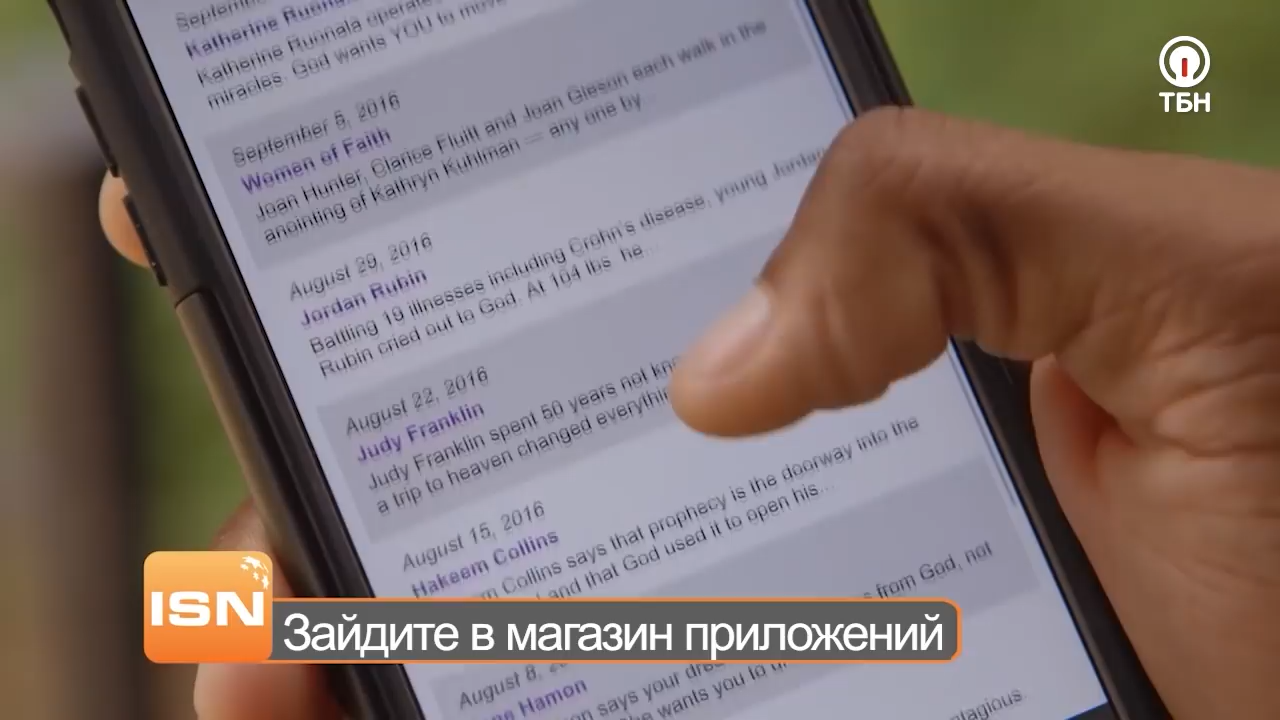 September
Katherine Ruonala
Katherine Ruonala operates
miracles. God wants YOU to move
September 5, 2016
Women of Faith
Joan Hunter, Clarice Fluitt and Joan Gieson each walk in the
anointing of Kathryn Kuhlman — any one by
August 29, 2016
Jordan Rubin
Battling 19 illnesses including Crohn's disease, young Jordan
Rubin cried out to God. At 104 lbs he...
August 22, 2016
Judy Franklin
Judy Franklin spent 50 years not
a trip to heaven changed everything
August 15, 2016
Hakeem Collins
Collins says that prophecy is the doorway into the
and that God used it to open his...
from God, not
August 8,
Hamon
says your
wants you to
ТБН
ISN
Зайдите в магазин приложений